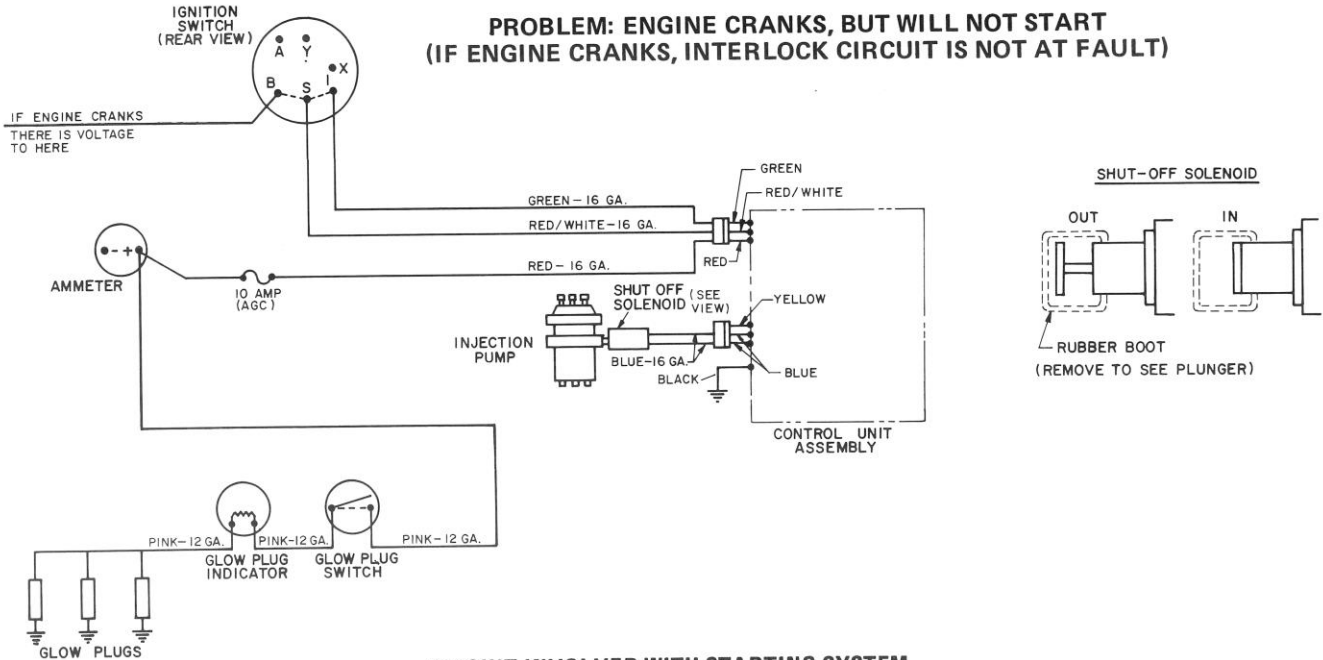 PROBLEM: ENGINE CRANKS, BUT WILL NOT START
(IF ENGINE CRANKS, INTERLOCK CIRCUIT IS NOT AT FAULT)
IGNITION
SWITCH
(REAR VIEW)
A Y
X
B S I
IF ENGINE CRANKS
THERE IS VOLTAGE
TO HERE
GREEN
RED/WHITE
GREEN-16 GA.
RED/WHITE-16 GA.
RED
RED-16 GA.
- +
AMMETER
10 AMP
(AGC)
SHUT OFF
SOLENOID (SEE
VIEW)
YELLOW
INJECTION
PUMP
BLUE-16 GA.
BLUE
BLACK
CONTROL UNIT
ASSEMBLY
SHUT-OFF SOLENOID
OUT IN
RUBBER BOOT
(REMOVE TO SEE PLUNGER)
PINK-12 GA. PINK-12 GA. PINK-12 GA.
GLOW PLUG
INDICATOR
GLOW PLUG
SWITCH
GLOW PLUGS